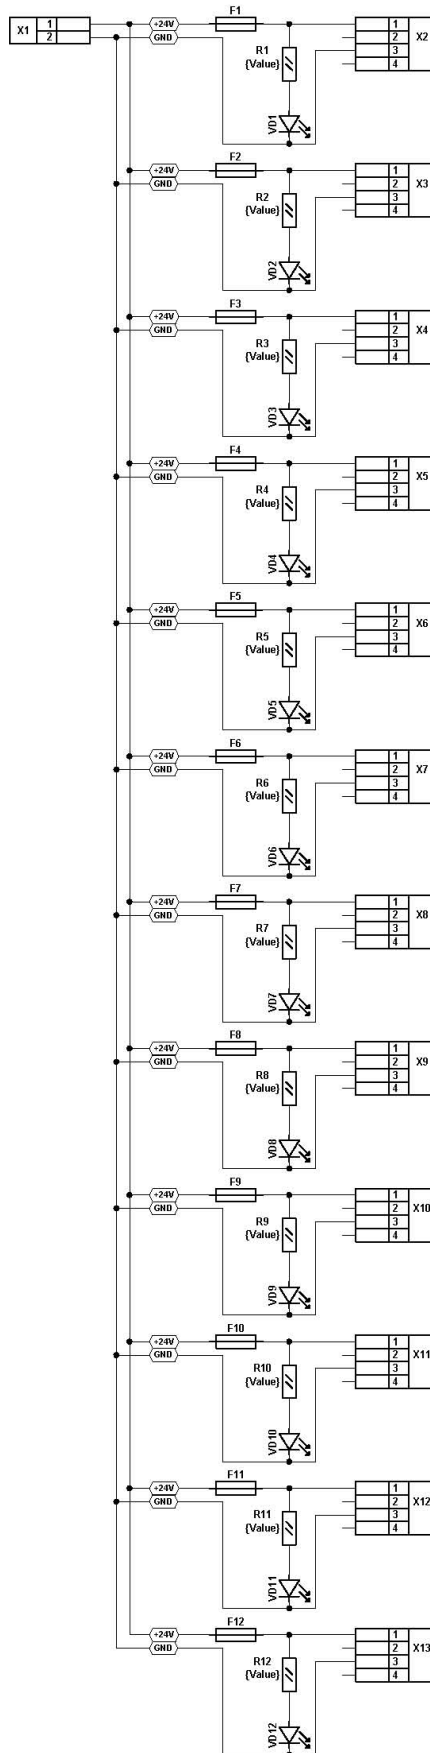 F1
X1 1 +24V 1
2 GND 2 X2
R1 3
{Value} 4
VD1
F2
+24V 1
GND 2 X3
R2 3
{Value} 4
VD2
F3
+24V 1
GND 2 X4
R3 3
{Value} 4
VD3
F4
+24V 1
GND 2 X5
R4 3
{Value} 4
VD4
F5
+24V 1
GND 2 X6
R5 3
{Value} 4
VD5
F6
+24V 1
GND 2 X7
R6 3
{Value} 4
VD6
F7
+24V 1
GND 2 X8
R7 3
{Value} 4
VD7
F8
+24V 1
GND 2 X9
R8 3
{Value} 4
VD8
F9
+24V 1
GND 2 X10
R9 3
{Value} 4
VD9
F10
+24V 1
GND 2 X11
R10 3
{Value} 4
VD10
F11
+24V 1
GND 2 X12
R11 3
{Value} 4
VD11
F12
+24V 1
GND 2 X13
R12 3
{Value} 4
VD12